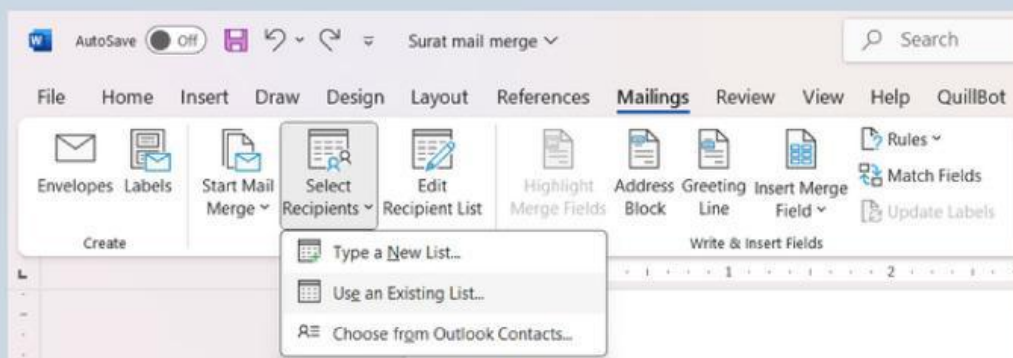 AutoSave Off Surat mail merge Search
File Home Insert Draw Design Layout References Mailings Review View Help QuillBot
Envelopes Labels Start Mail Merge Select Recipients Edit Recipient List Highlight Merge Fields Address Block Greeting Line Insert Merge Field Rules
Match Fields
Update Labels
Create Write & Insert Fields
Type a New List...
Use an Existing List...
Choose from Outlook Contacts...
1 2